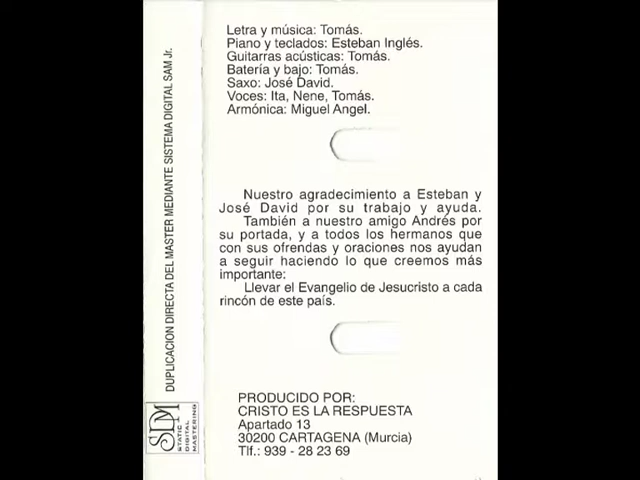 Letra y música: Tomás.
Piano y teclados: Esteban Inglés.
Guitarras acústicas: Tomás.
Batería y bajo: Tomás.
Saxo: José David.
Voces: Ita, Nene, Tomás.
Armónica: Miguel Angel.
Nuestro agradecimiento a Esteban y
José David por su trabajo y ayuda.
También a nuestro amigo Andrés por
su portada, y a todos los hermanos que
con sus ofrendas y oraciones nos ayudan
a seguir haciendo lo que creemos más
importante:
Llevar el Evangelio de Jesucristo a cada
rincón de este país.
PRODUCIDO POR:
CRISTO ES LA RESPUESTA
Apartado 13
30200 CARTAGENA (Murcia)
Tlf.: 939 - 28 23 69
DUPLICACION DIRECTA DEL MASTER MEDIANTE SISTEMA DIGITAL SAM Jr.
SDM
STATIC
DIGITAL
MASTERING